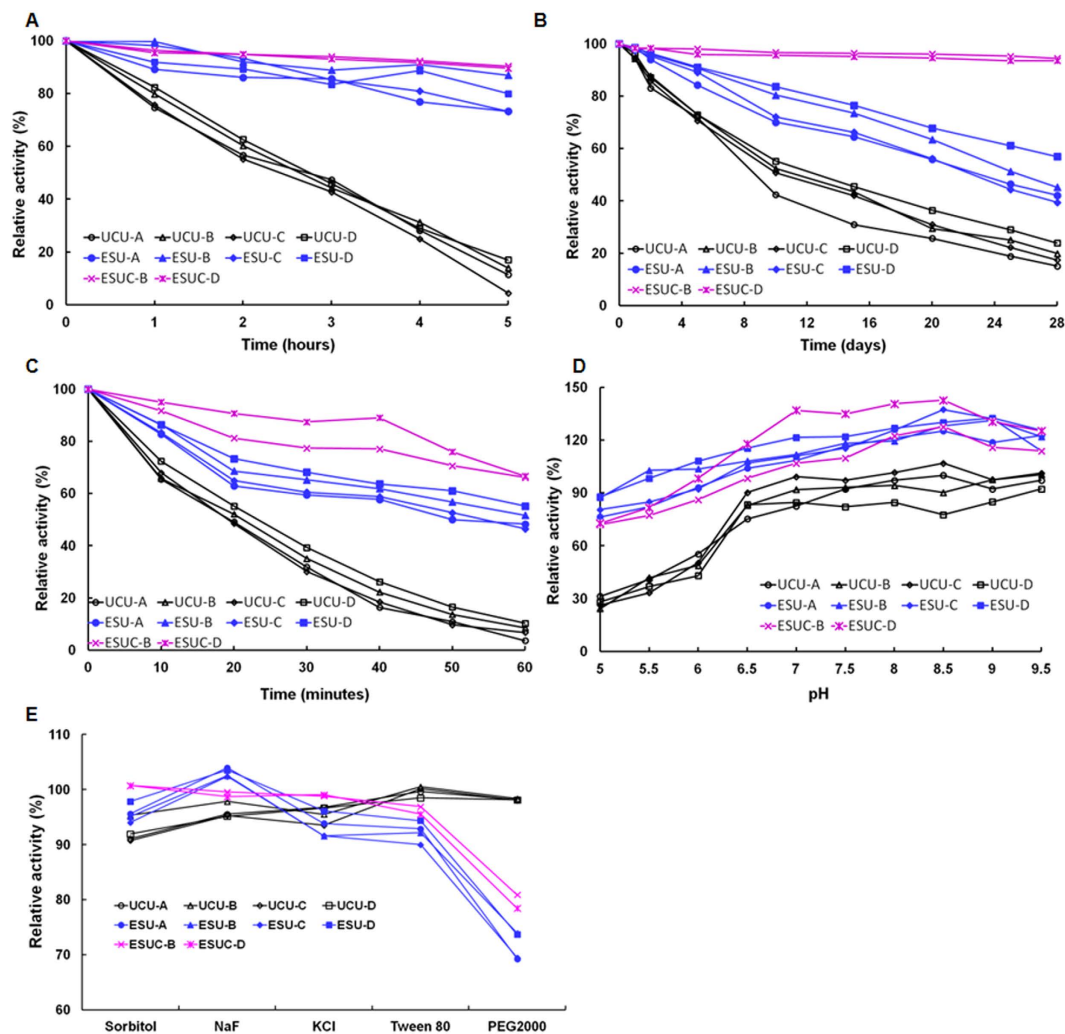 A
100
80
60
40
20
0
Relative activity (%)
UCU-A UCU-B UCU-C UCU-D
ESU-A ESU-B ESU-C ESU-D
ESUC-B ESUC-D
0 1 2 3 4 5
Time (hours)
B
100
80
60
40
20
0
Relative activity (%)
UCU-A UCU-B UCU-C UCU-D
ESU-A ESU-B ESU-C ESU-D
ESUC-B ESUC-D
0 4 8 12 16 20 24 28
Time (days)
C
100
80
60
40
20
0
Relative activity (%)
UCU-A UCU-B UCU-C UCU-D
ESU-A ESU-B ESU-C ESU-D
ESUC-B ESUC-D
0 10 20 30 40 50 60
Time (minutes)
D
150
120
90
60
30
0
Relative activity (%)
UCU-A UCU-B UCU-C UCU-D
ESU-A ESU-B ESU-C ESU-D
ESUC-B ESUC-D
5 5.5 6 6.5 7 7.5 8 8.5 9 9.5
pH
E
110
100
90
80
70
60
Relative activity (%)
UCU-A UCU-B UCU-C UCU-D
ESU-A ESU-B ESU-C ESU-D
ESUC-B ESUC-D
Sorbitol NaF KCl Tween 80 PEG2000